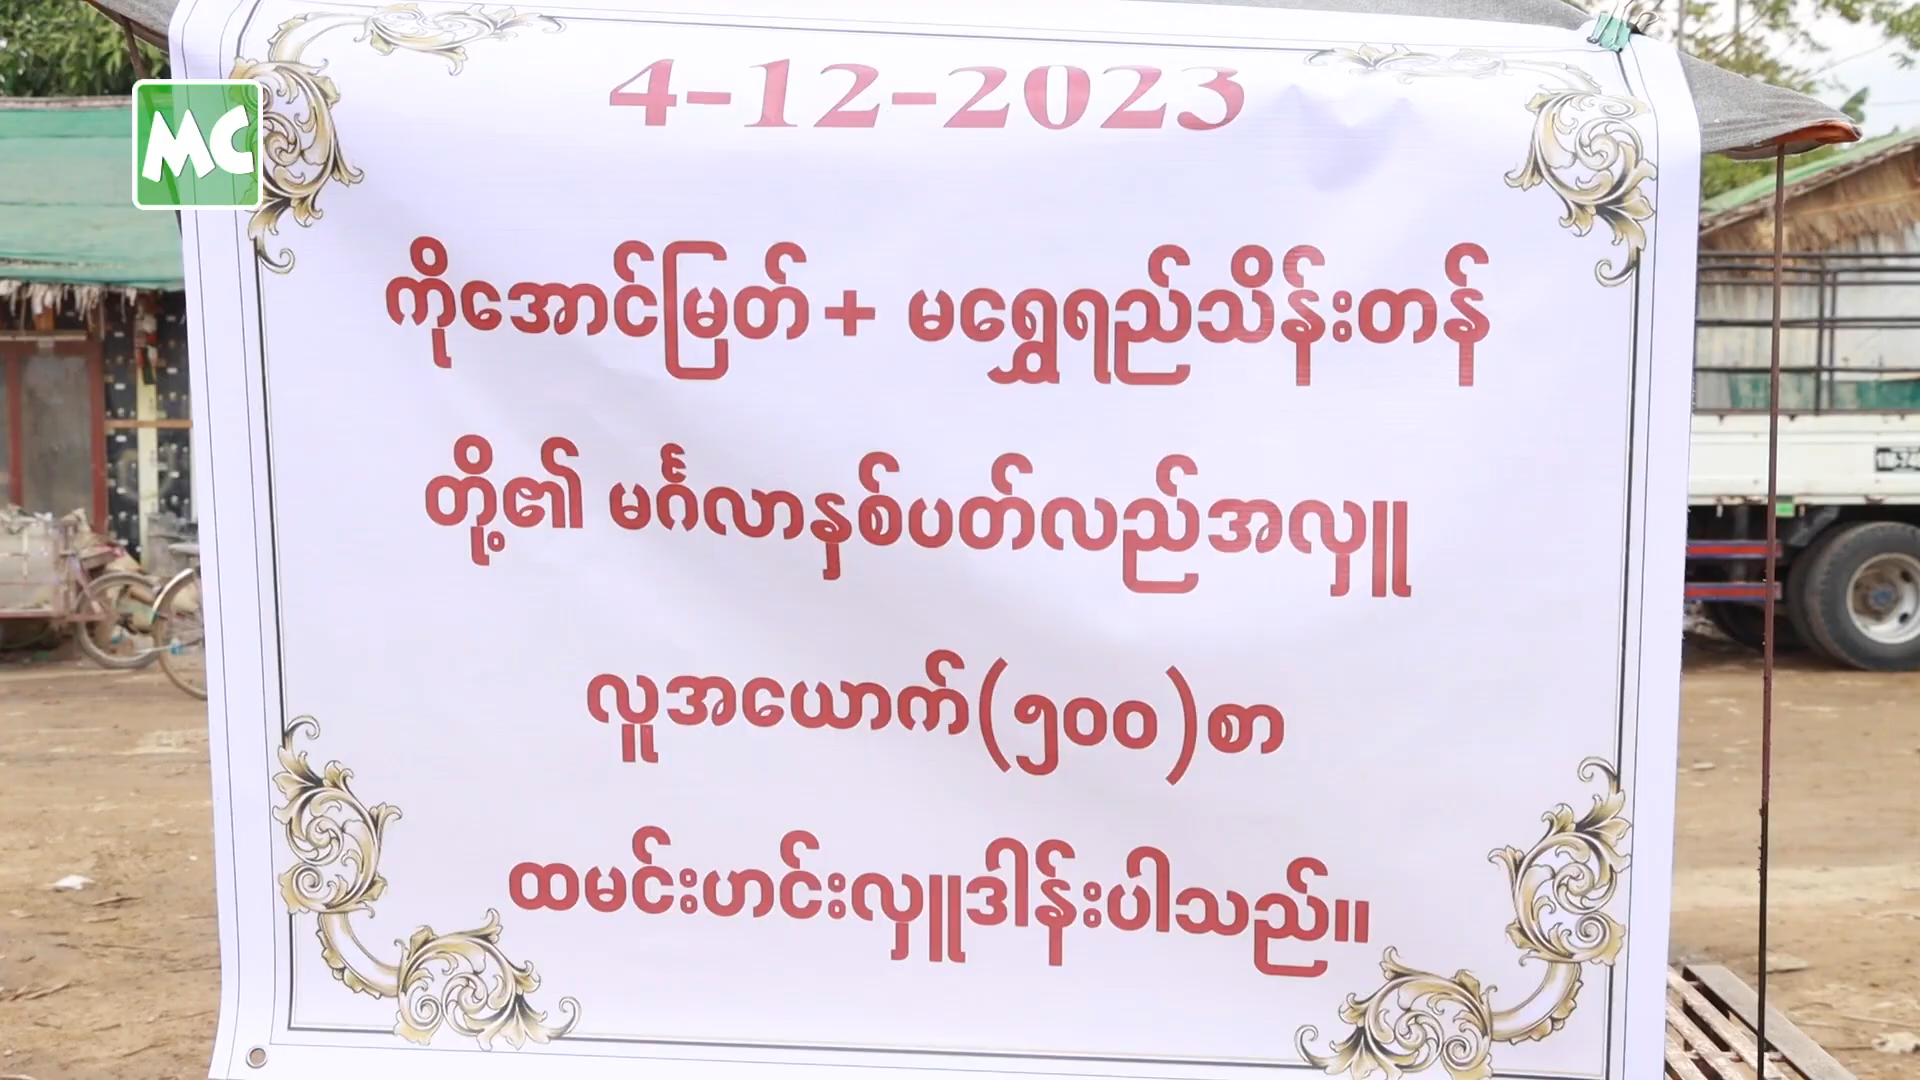 MC
4-12-2023
ကိုအောင်မြတ်+ မရွှေရည်သိန်းတန်
တို့၏ မင်္ဂလာနှစ်ပတ်လည်အလှူ
လူအယောက်(၅၀၀)စာ
ထမင်းဟင်းလှူဒါန်းပါသည်။